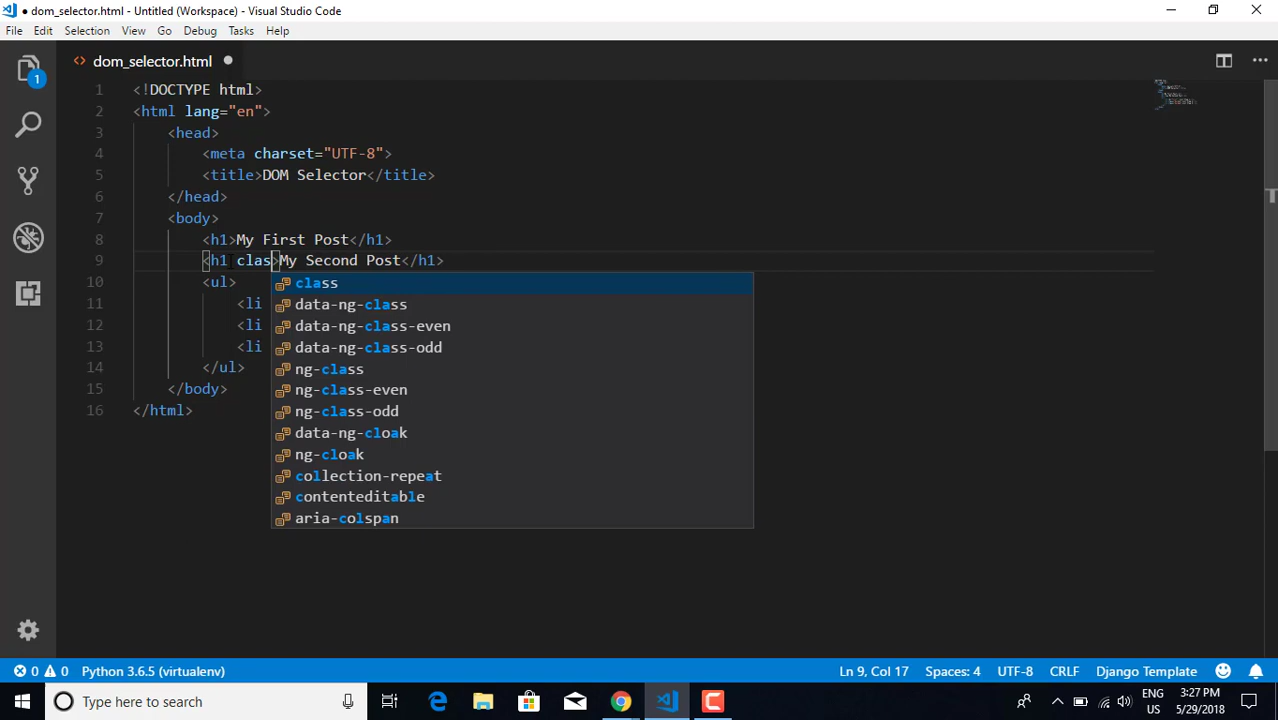 dom_selector.html - Untitled (Workspace) - Visual Studio Code
File Edit Selection View Go Debug Tasks Help
1 <> dom_selector.html
1 <!DOCTYPE html>
2 <html lang="en">
3 <head>
4 <meta charset="UTF-8">
5 <title>DOM Selector</title>
6 </head>
7 <body>
8 <h1>My First Post</h1>
9 <h1 clas>My Second Post</h1>
10 <ul>
11 <li
12 <li
13 <li
14 </ul>
15 </body>
16 </html>
class
data-ng-class
data-ng-class-even
data-ng-class-odd
ng-class
ng-class-even
ng-class-odd
data-ng-cloak
ng-cloak
collection-repeat
contenteditable
aria-colspan
0 0 Python 3.6.5 (virtualenv) Ln 9, Col 17 Spaces: 4 UTF-8 CRLF Django Template
Type here to search ENG US 3:27 PM 5/29/2018